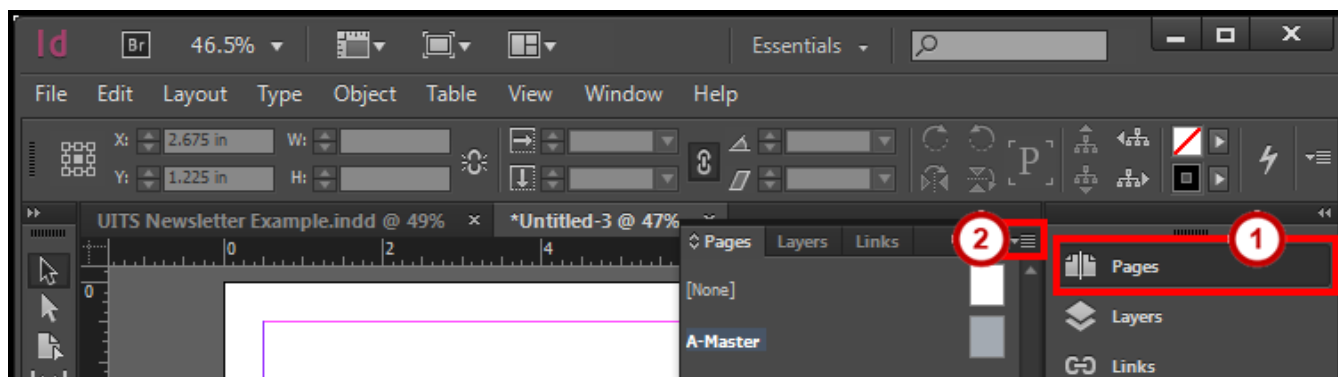 Id Br 46.5% Essentials
File Edit Layout Type Object Table View Window Help
X: 2.675 in W:
Y: 1.225 in H:
P
UITS Newsletter Example.indd @ 49% × *Untitled-3 @ 47% ×
0 2 4
0
Pages Layers Links
2
1
[None]
A-Master
Pages
Layers
Links